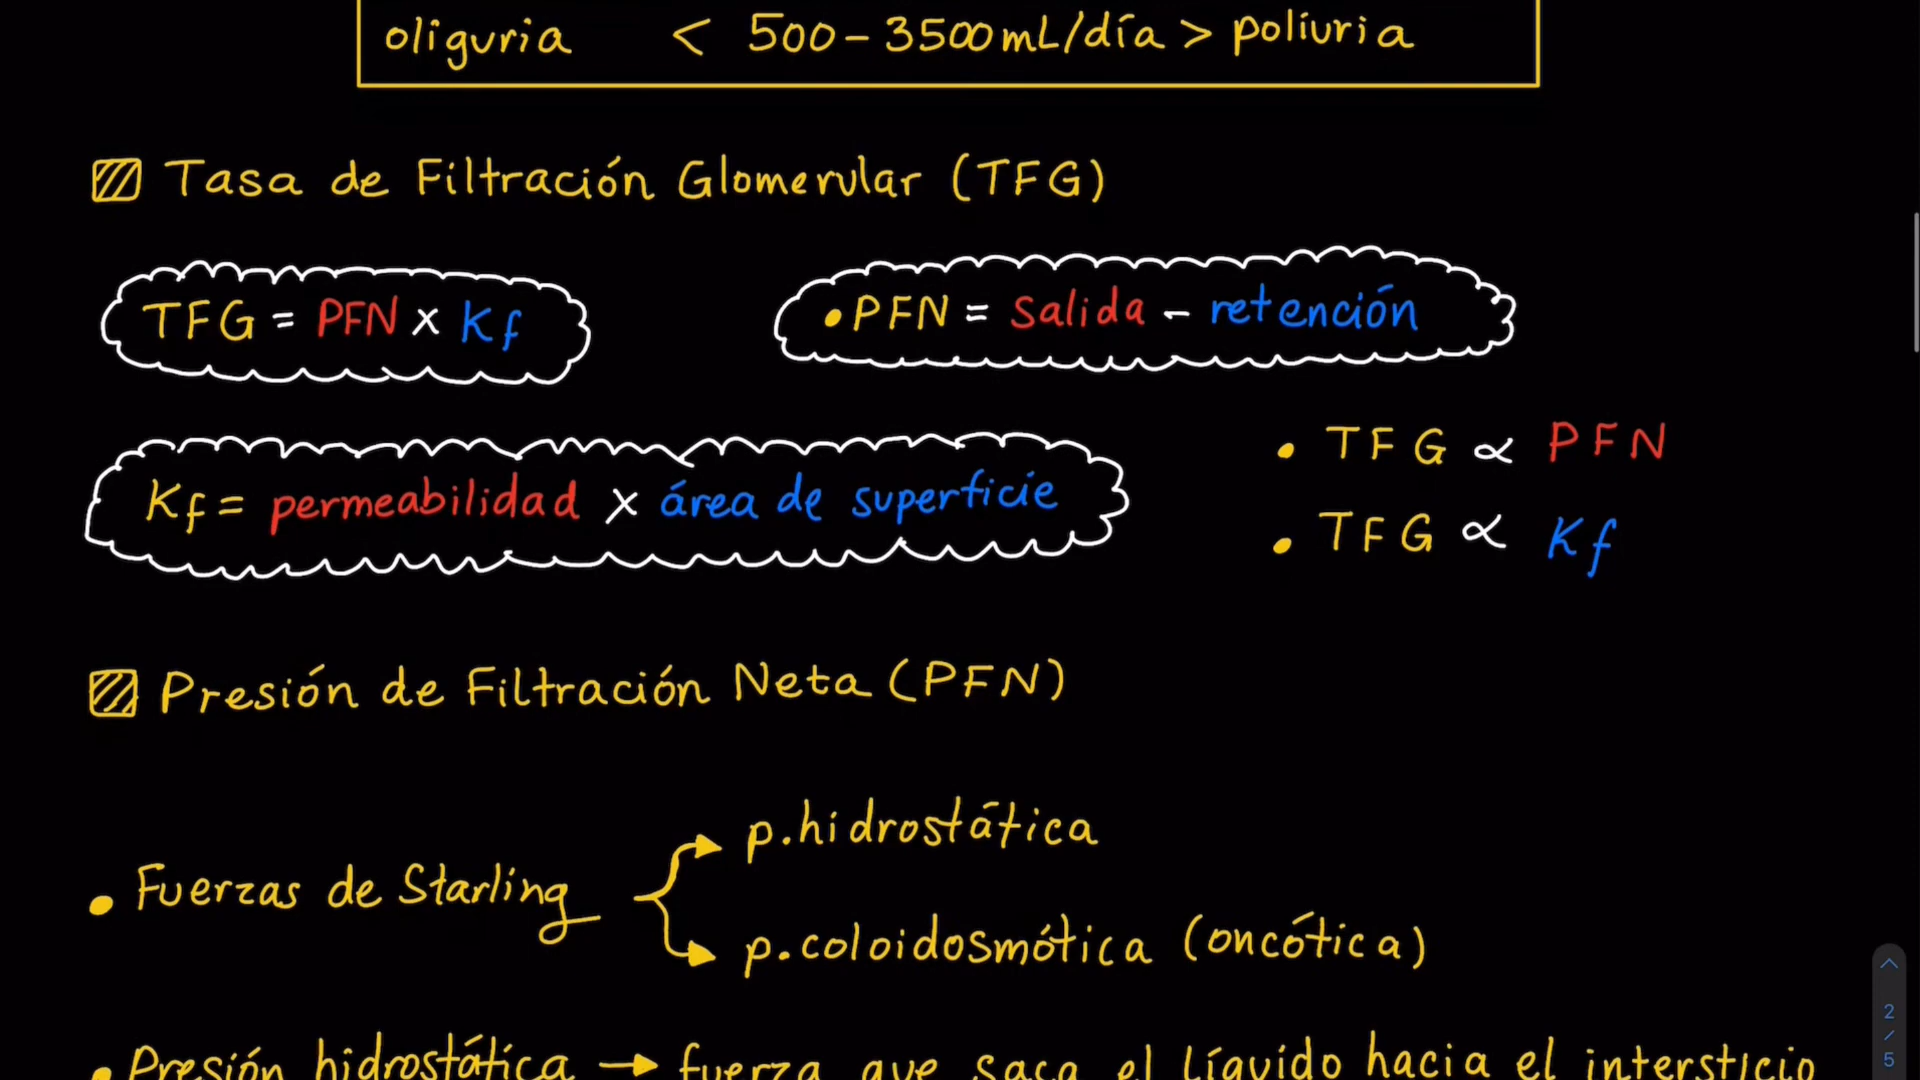 oliguria < 500-3500mL/día > poliuria
Tasa de Filtración Glomerular (TFG)
TFG = PFN x Kf
•PFN = Salida - retención
Kf = permeabilidad x área de superficie
• TFG ∝ PFN
• TFG ∝ Kf
Presión de Filtración Neta (PFN)
• Fuerzas de Starling
p.hidrostática
p.coloidosmótica (oncótica)
• Presión hidrostática → fuerza que saca el líquido hacia el intersticio
2
/
5